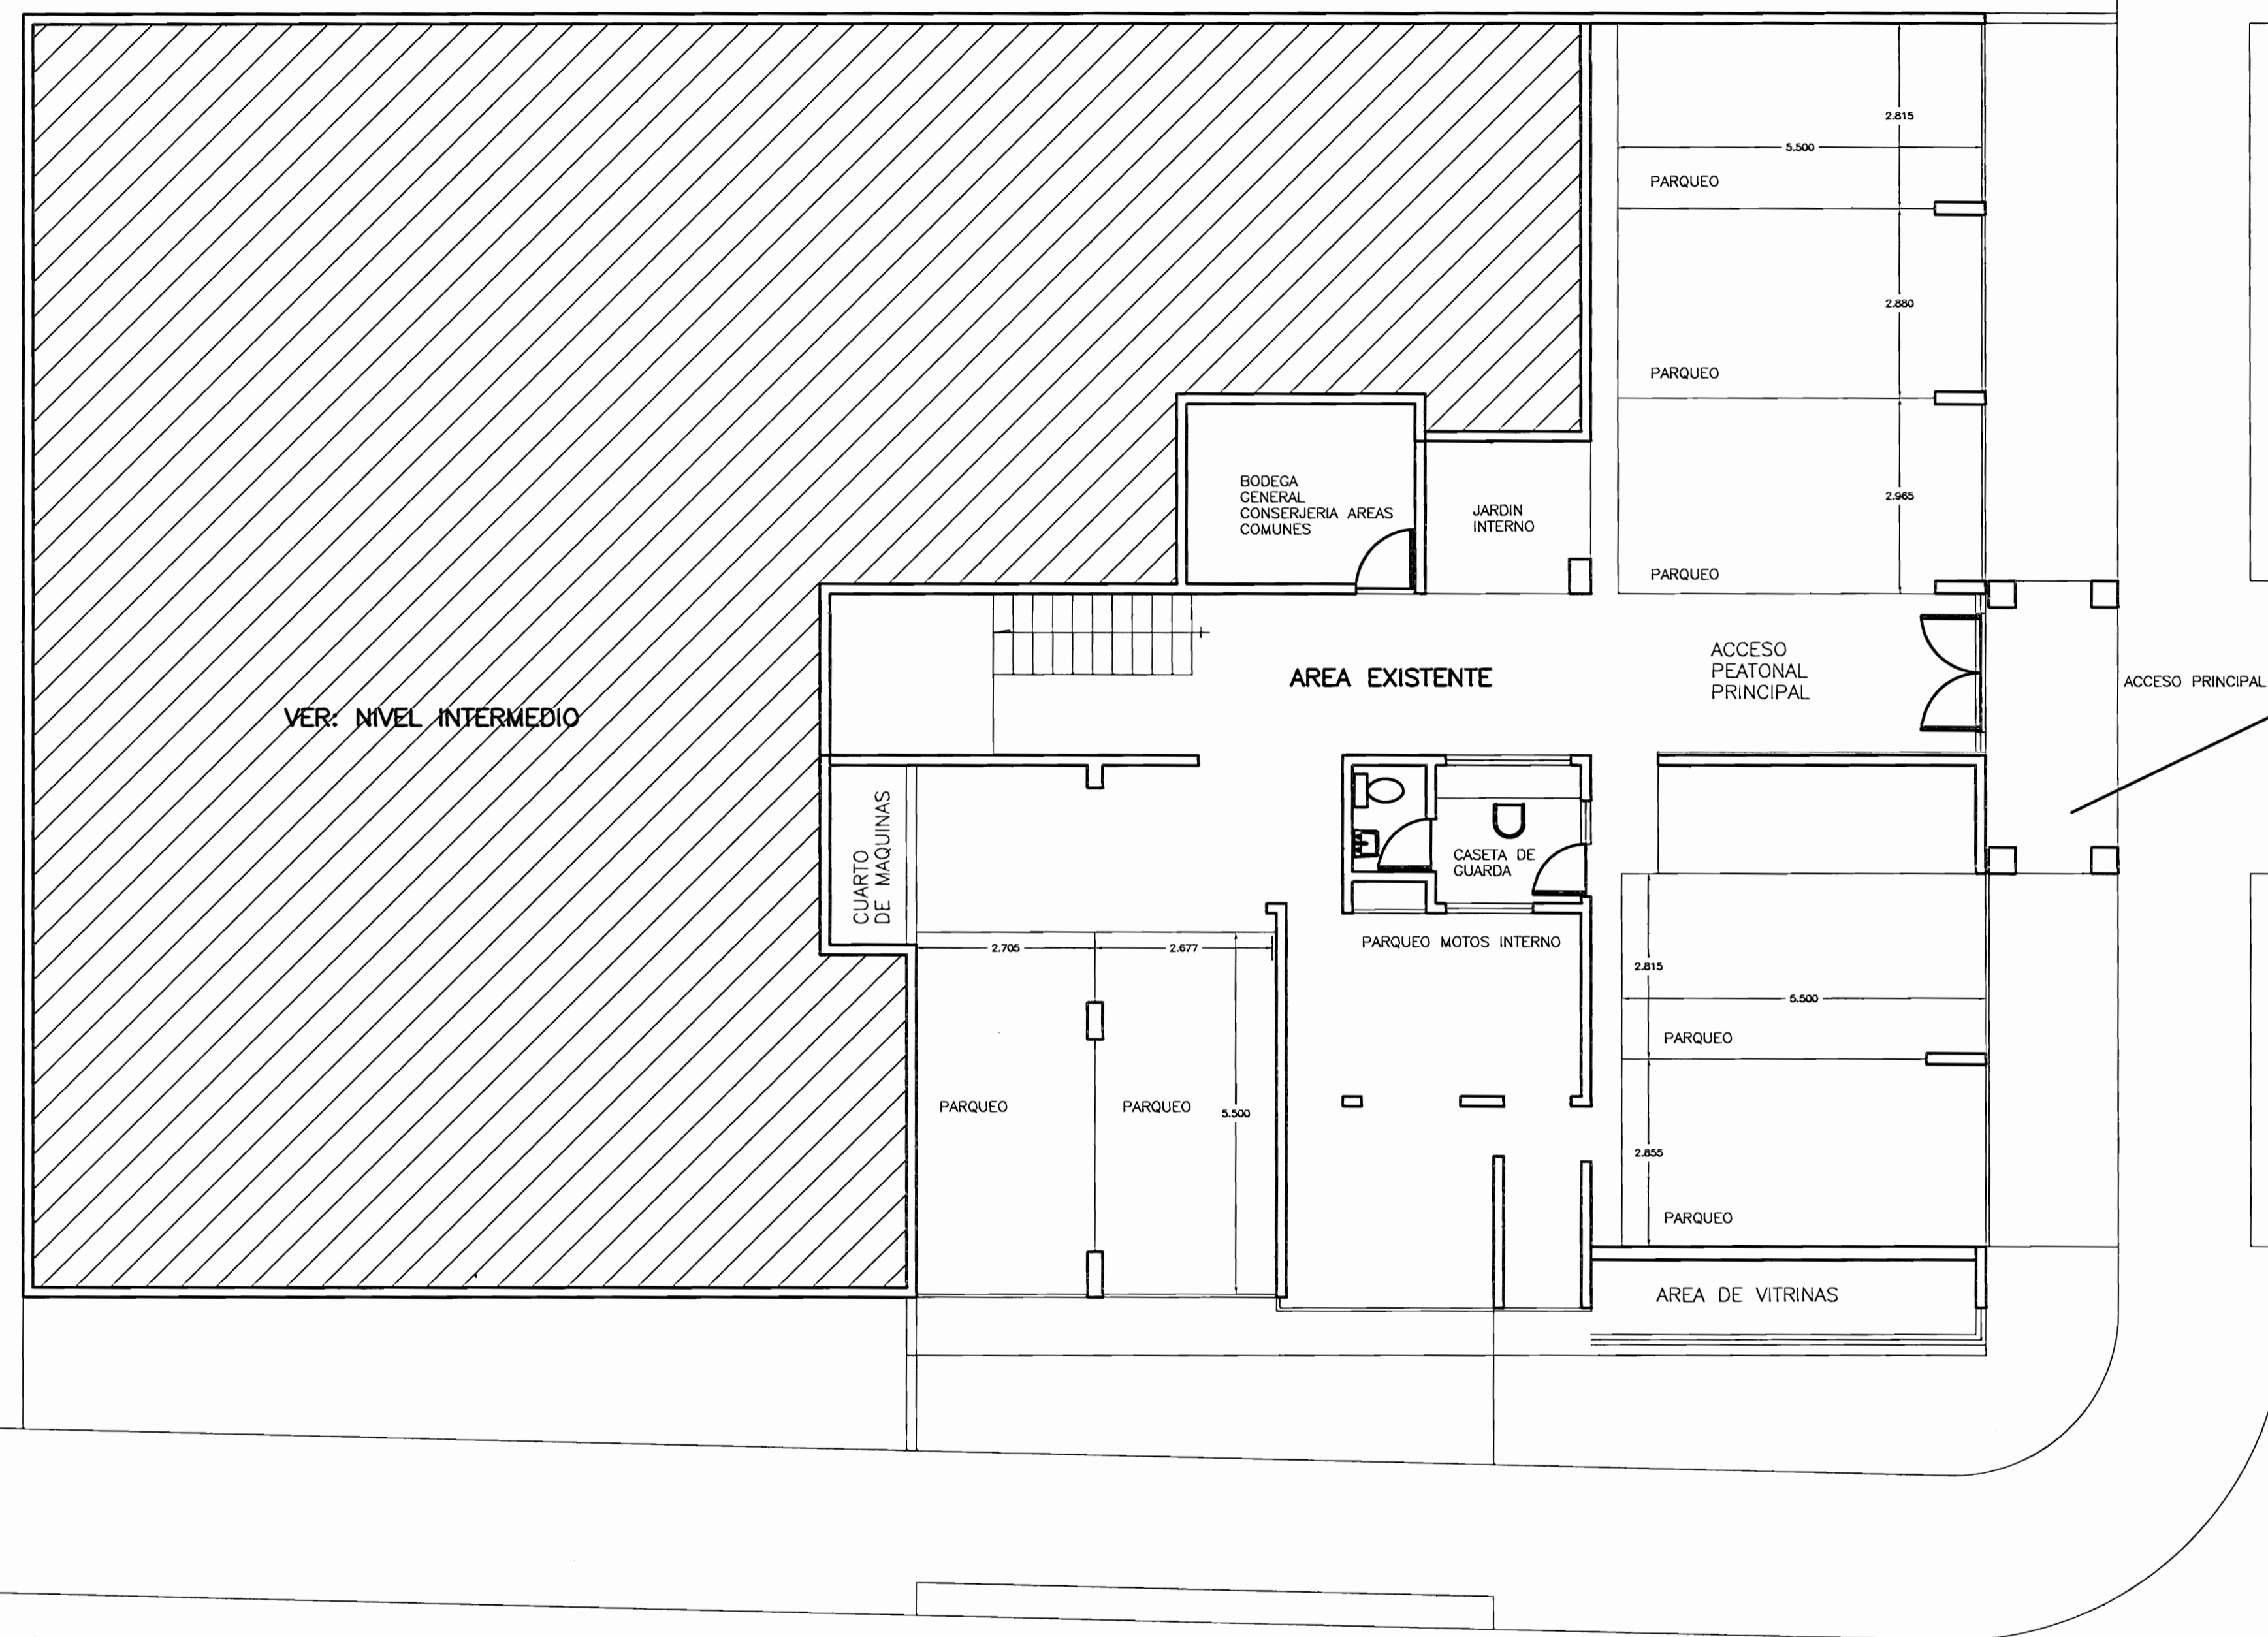 2.815
5.500
PARQUEO
2.880
PARQUEO
BODEGA
GENERAL
CONSERJERIA AREAS
COMUNES
JARDIN
INTERNO
2.965
PARQUEO
ACCESO
PEATONAL
PRINCIPAL
AREA EXISTENTE
ACCESO PRINCIPAL
VER: NIVEL INTERMEDIO
CUARTO
DE MAQUINAS
CASETA DE
GUARDA
PARQUEO MOTOS INTERNO
2.705
2.677
2.815
5.500
PARQUEO
PARQUEO
PARQUEO
5.500
2.855
PARQUEO
AREA DE VITRINAS